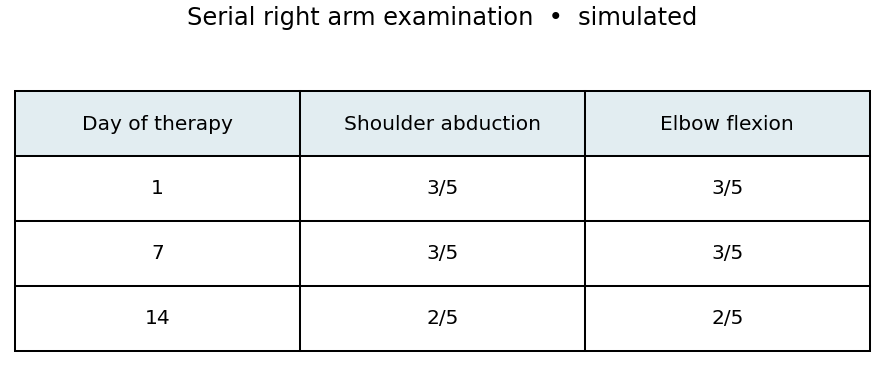 Serial right arm examination • simulated
Day of therapy Shoulder abduction Elbow flexion
1 3/5 3/5
7 3/5 3/5
14 2/5 2/5